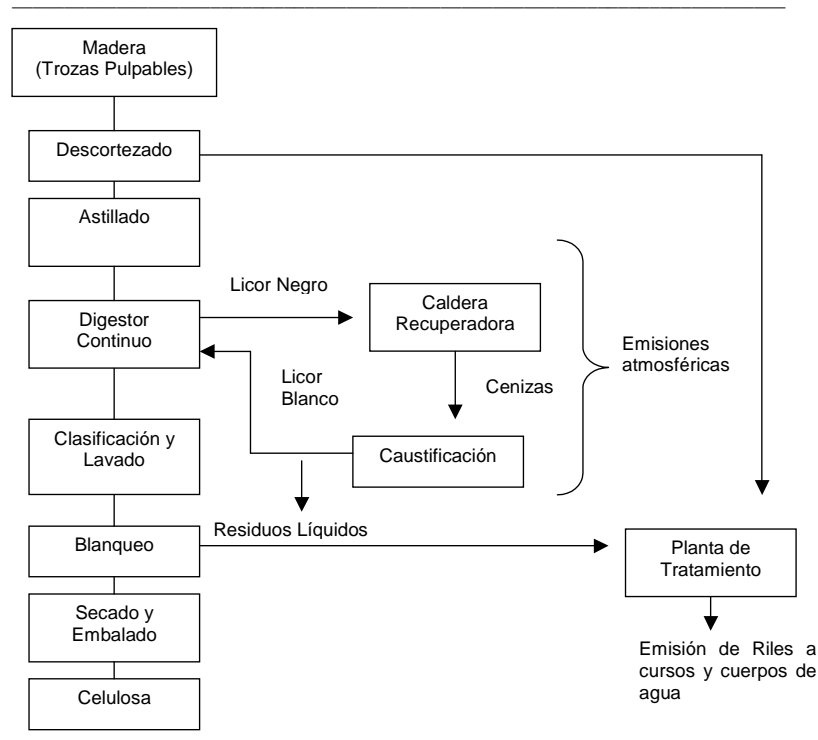 Madera
(Trozas Pulpables)
Descortezado
Astillado
Licor Negro
Digestor
Continuo
Caldera
Recuperadora
Emisiones
atmosféricas
Licor
Blanco
Cenizas
Clasificación y
Lavado
Caustificación
Residuos Líquidos
Blanqueo
Planta de
Tratamiento
Secado y
Embalado
Emisión de Riles a
cursos y cuerpos de
agua
Celulosa